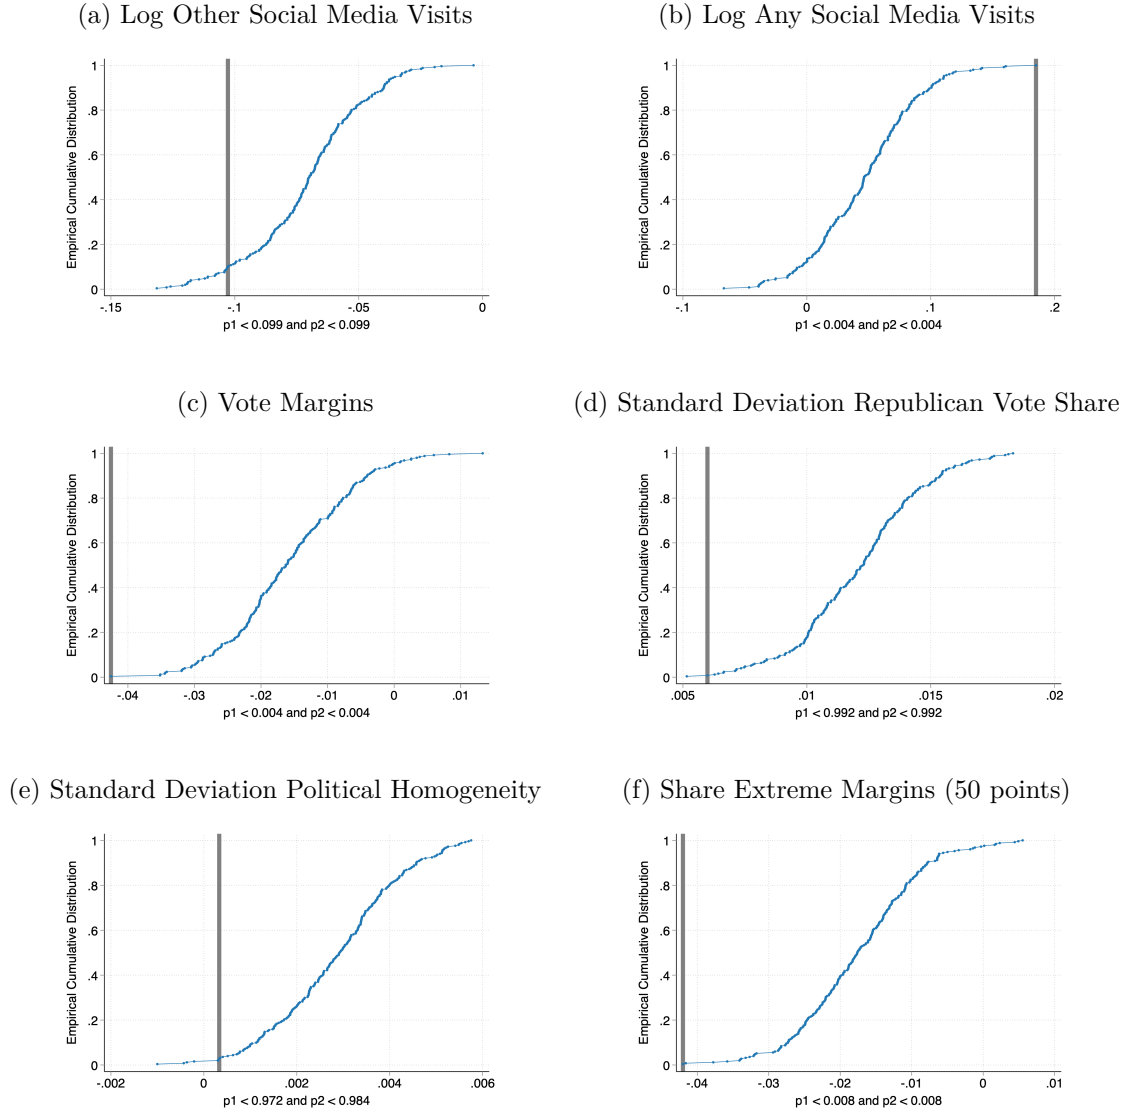 (a) Log Other Social Media Visits
Empirical Cumulative Distribution
1
.8
.6
.4
.2
0
-.15 -.1 -.05 0
p1 < 0.099 and p2 < 0.099
(b) Log Any Social Media Visits
Empirical Cumulative Distribution
1
.8
.6
.4
.2
0
-.1 0 .1 .2
p1 < 0.004 and p2 < 0.004
(c) Vote Margins
Empirical Cumulative Distribution
1
.8
.6
.4
.2
0
-.04 -.03 -.02 -.01 0 .01
p1 < 0.004 and p2 < 0.004
(d) Standard Deviation Republican Vote Share
Empirical Cumulative Distribution
1
.8
.6
.4
.2
0
.005 .01 .015 .02
p1 < 0.992 and p2 < 0.992
(e) Standard Deviation Political Homogeneity
Empirical Cumulative Distribution
1
.8
.6
.4
.2
0
-.002 0 .002 .004 .006
p1 < 0.972 and p2 < 0.984
(f) Share Extreme Margins (50 points)
Empirical Cumulative Distribution
1
.8
.6
.4
.2
0
-.04 -.03 -.02 -.01 0 .01
p1 < 0.008 and p2 < 0.008